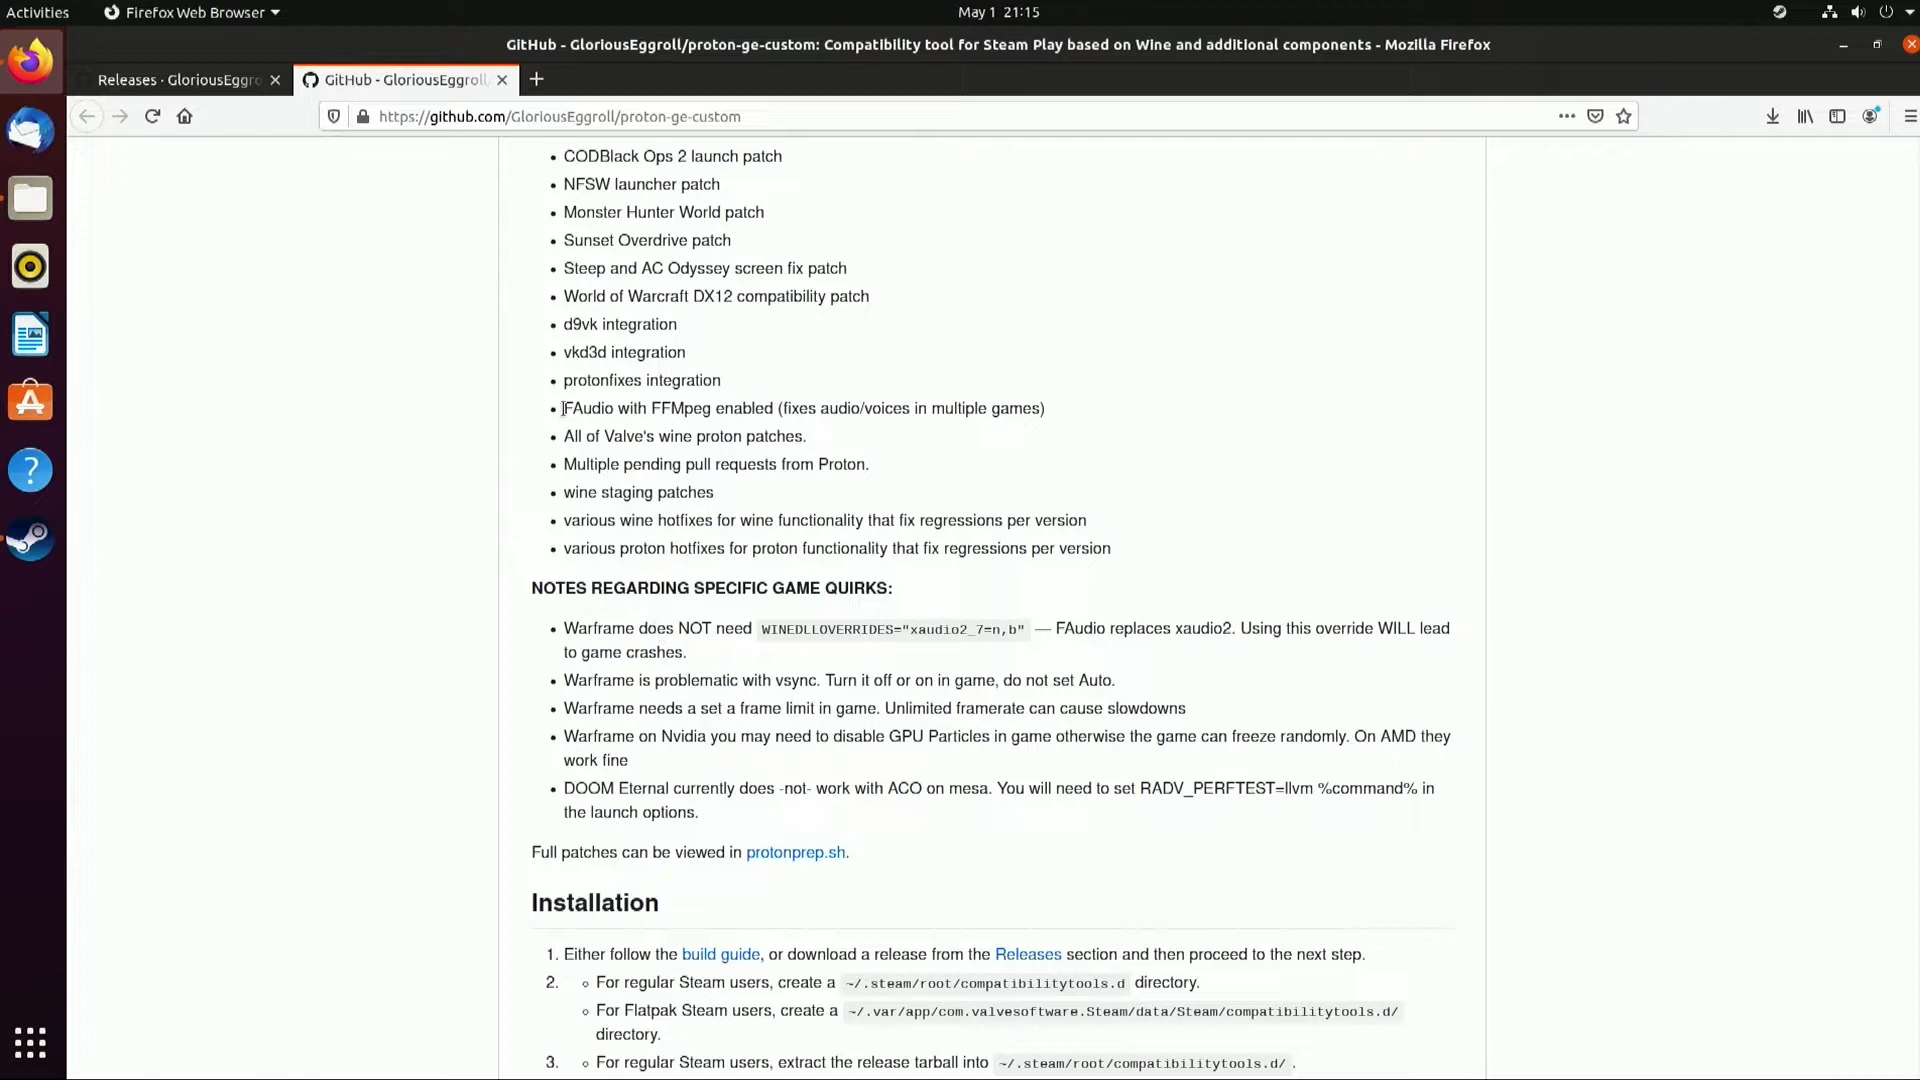 Activities
Firefox Web Browser
May 1 21:15
GitHub - GloriousEggroll/proton-ge-custom: Compatibility tool for Steam Play based on Wine and additional components - Mozilla Firefox
Releases · GloriousEggro
GitHub - GloriousEggroll
https://github.com/GloriousEggroll/proton-ge-custom
• CODBlack Ops 2 launch patch
• NFSW launcher patch
• Monster Hunter World patch
• Sunset Overdrive patch
• Steep and AC Odyssey screen fix patch
• World of Warcraft DX12 compatibility patch
• d9vk integration
• vkd3d integration
• protonfixes integration
• FAudio with FFMpeg enabled (fixes audio/voices in multiple games)
• All of Valve's wine proton patches.
• Multiple pending pull requests from Proton.
• wine staging patches
• various wine hotfixes for wine functionality that fix regressions per version
• various proton hotfixes for proton functionality that fix regressions per version
NOTES REGARDING SPECIFIC GAME QUIRKS:
• Warframe does NOT need WINEDLLOVERRIDES="xaudio2_7=n,b" — FAudio replaces xaudio2. Using this override WILL lead
to game crashes.
• Warframe is problematic with vsync. Turn it off or on in game, do not set Auto.
• Warframe needs a set a frame limit in game. Unlimited framerate can cause slowdowns
• Warframe on Nvidia you may need to disable GPU Particles in game otherwise the game can freeze randomly. On AMD they
work fine
• DOOM Eternal currently does -not- work with ACO on mesa. You will need to set RADV_PERFTEST=llvm %command% in
the launch options.
Full patches can be viewed in protonprep.sh.
Installation
1. Either follow the build guide, or download a release from the Releases section and then proceed to the next step.
2. ○ For regular Steam users, create a ~/.steam/root/compatibilitytools.d directory.
○ For Flatpak Steam users, create a ~/.var/app/com.valvesoftware.Steam/data/Steam/compatibilitytools.d/
directory.
3. ○ For regular Steam users, extract the release tarball into ~/.steam/root/compatibilitytools.d/ .